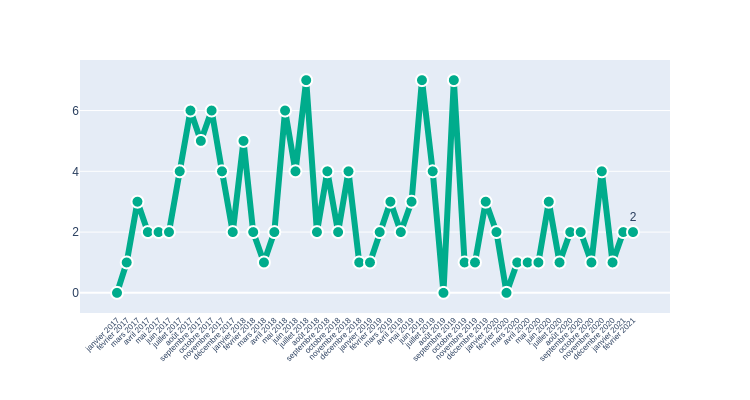 6
4
2
0
2
janvier 2017
février 2017
mars 2017
avril 2017
mai 2017
juin 2017
juillet 2017
août 2017
septembre 2017
octobre 2017
novembre 2017
décembre 2017
janvier 2018
février 2018
mars 2018
avril 2018
mai 2018
juin 2018
juillet 2018
août 2018
septembre 2018
octobre 2018
novembre 2018
décembre 2018
janvier 2019
février 2019
mars 2019
avril 2019
mai 2019
juin 2019
juillet 2019
août 2019
septembre 2019
octobre 2019
novembre 2019
décembre 2019
janvier 2020
février 2020
mars 2020
avril 2020
mai 2020
juin 2020
juillet 2020
août 2020
septembre 2020
octobre 2020
novembre 2020
décembre 2020
janvier 2021
février 2021